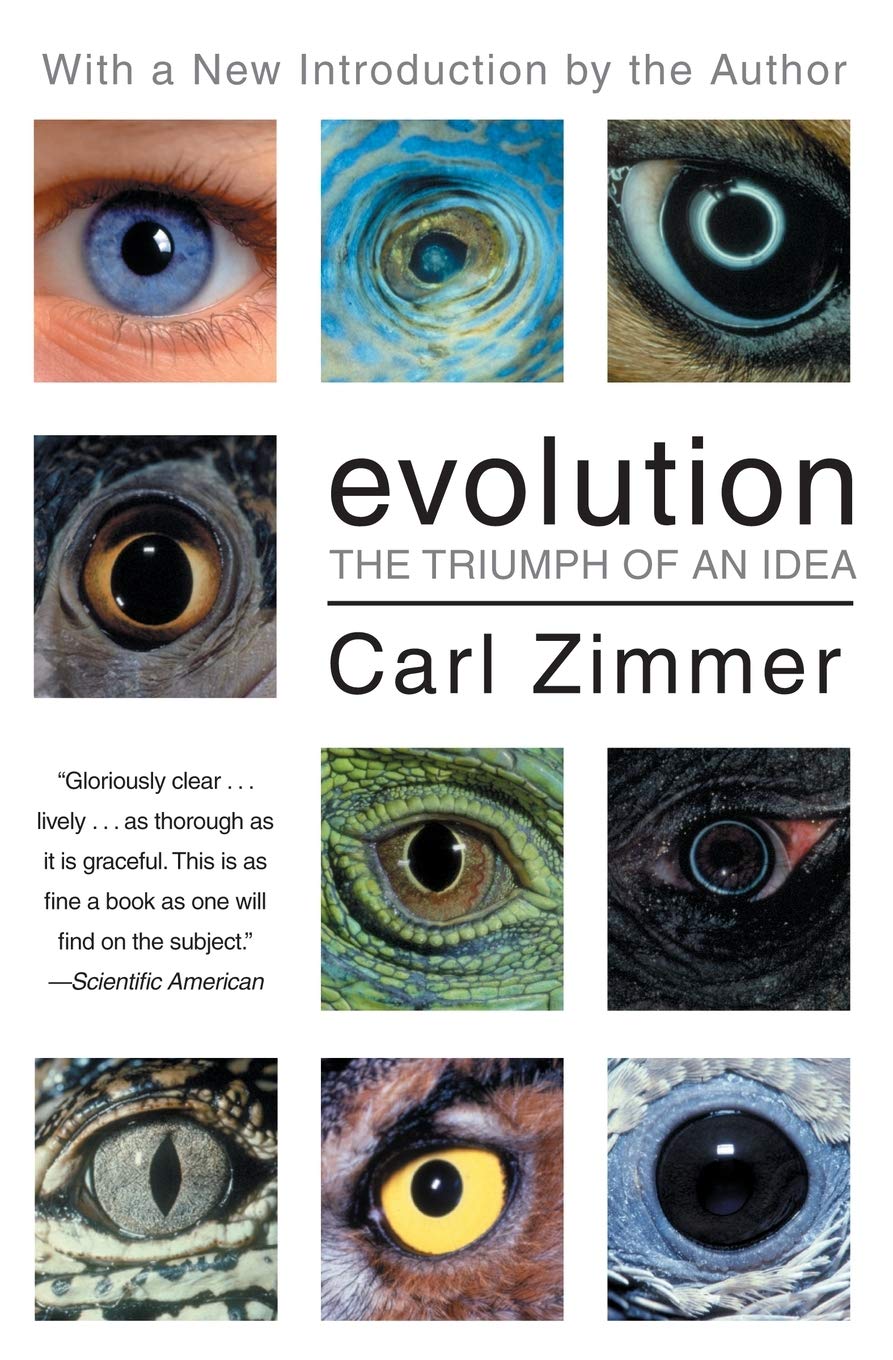 With a New Introduction by the Author
evolution
THE TRIUMPH OF AN IDEA
Carl Zimmer
“Gloriously clear . . .
lively . . . as thorough as
it is graceful. This is as
fine a book as one will
find on the subject.”
—Scientific American